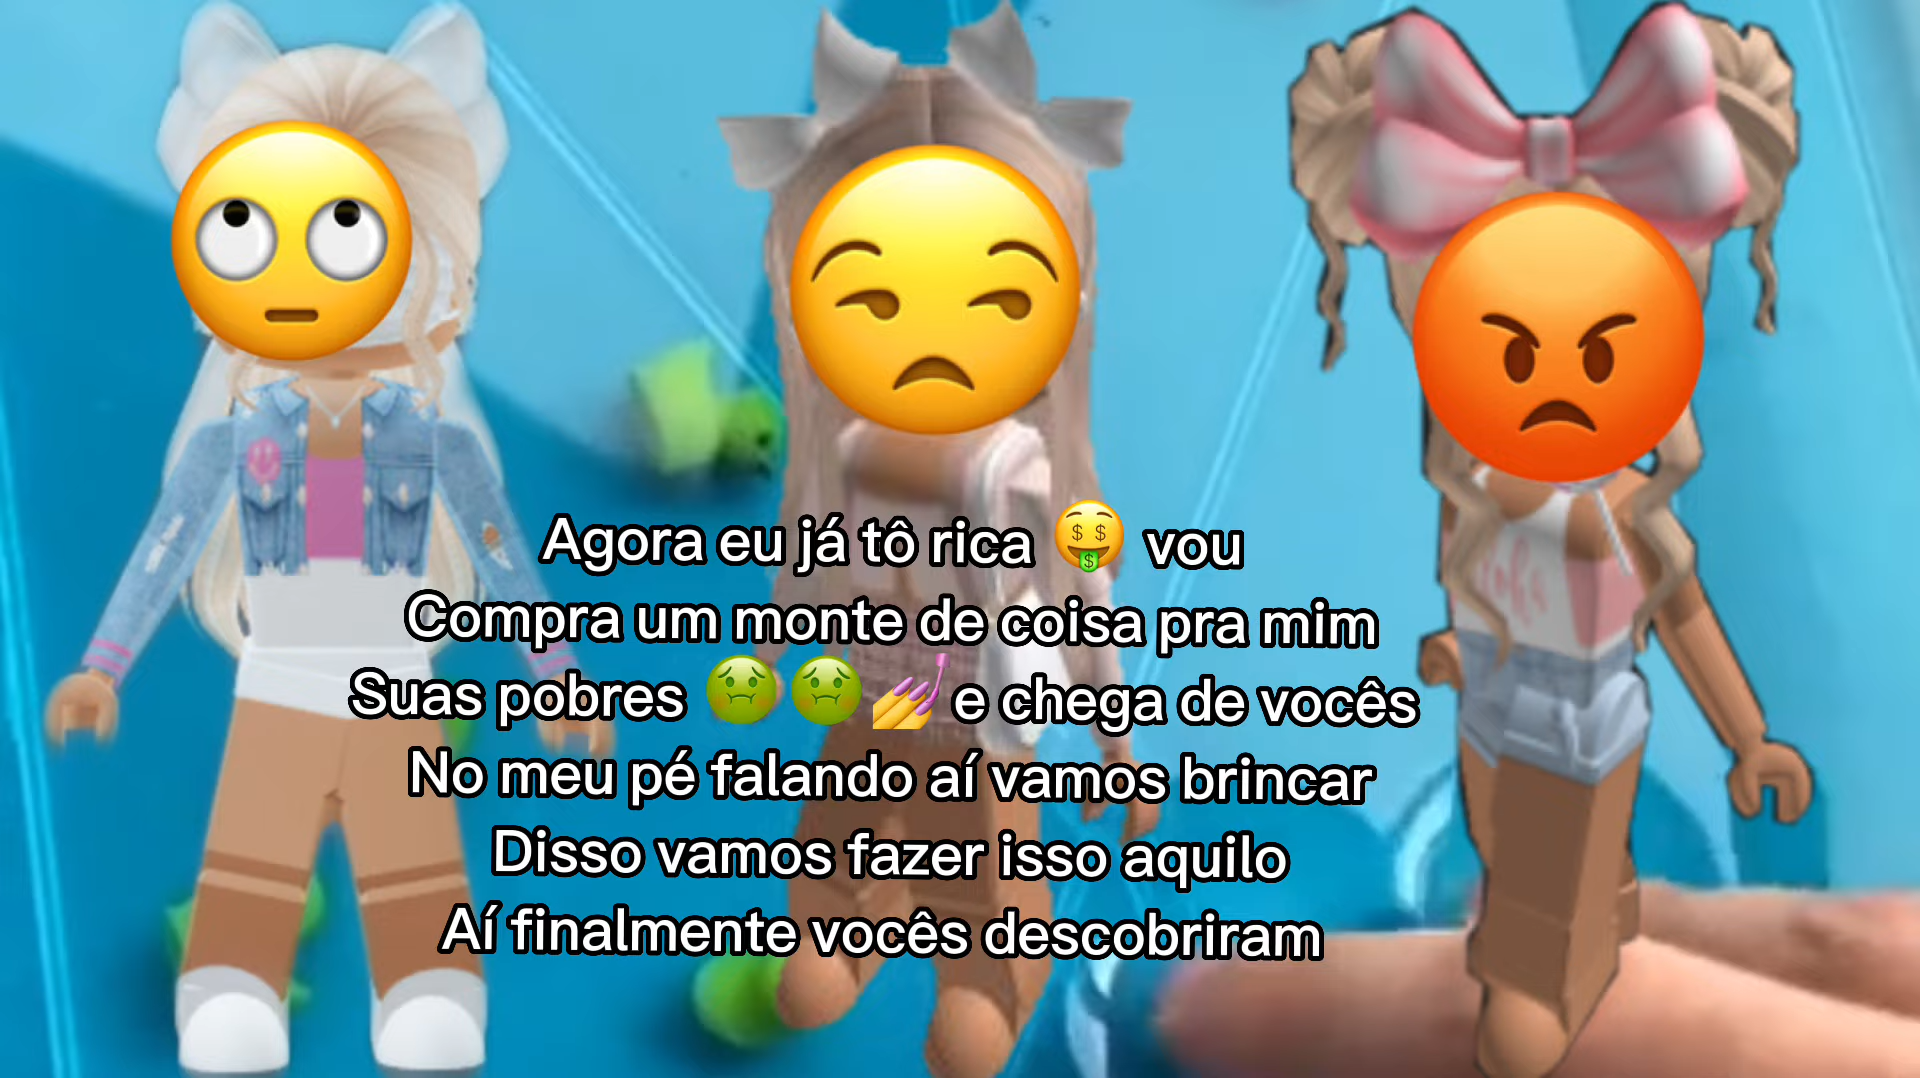 Agora eu já tô rica 🤑 vou
Compra um monte de coisa pra mim
Suas pobres 🤢🤢💅 e chega de vocês
No meu pé falando aí vamos brincar
Disso vamos fazer isso aquilo
Aí finalmente vocês descobriram